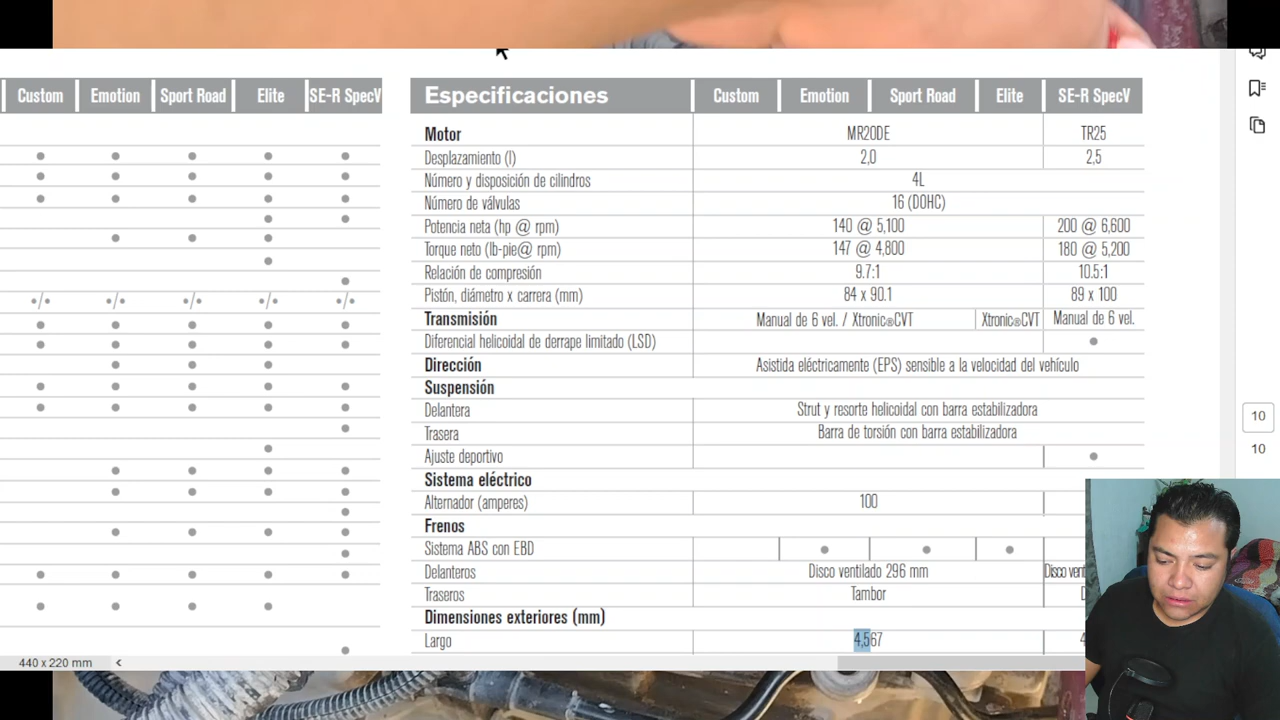 Custom Emotion Sport Road Elite SE-R SpecV
Especificaciones Custom Emotion Sport Road Elite SE-R SpecV
Motor MR20DE TR25
Desplazamiento (l) 2,0 2,5
Número y disposición de cilindros 4L
Número de válvulas 16 (DOHC)
Potencia neta (hp @ rpm) 140 @ 5,100 200 @ 6,600
Torque neto (lb-pie@ rpm) 147 @ 4,800 180 @ 5,200
Relación de compresión 9.7:1 10.5:1
Pistón, diámetro x carrera (mm) 84 x 90.1 89 x 100
Transmisión Manual de 6 vel. / Xtronic®CVT Xtronic®CVT Manual de 6 vel.
Diferencial helicoidal de derrape limitado (LSD) •
Dirección Asistida eléctricamente (EPS) sensible a la velocidad del vehículo
Suspensión
Delantera Strut y resorte helicoidal con barra estabilizadora
Trasera Barra de torsión con barra estabilizadora
Ajuste deportivo •
Sistema eléctrico
Alternador (amperes) 100
Frenos
Sistema ABS con EBD • • •
Delanteros Disco ventilado 296 mm Disco
Traseros Tambor
Dimensiones exteriores (mm)
Largo 4,567
10
10
440 x 220 mm